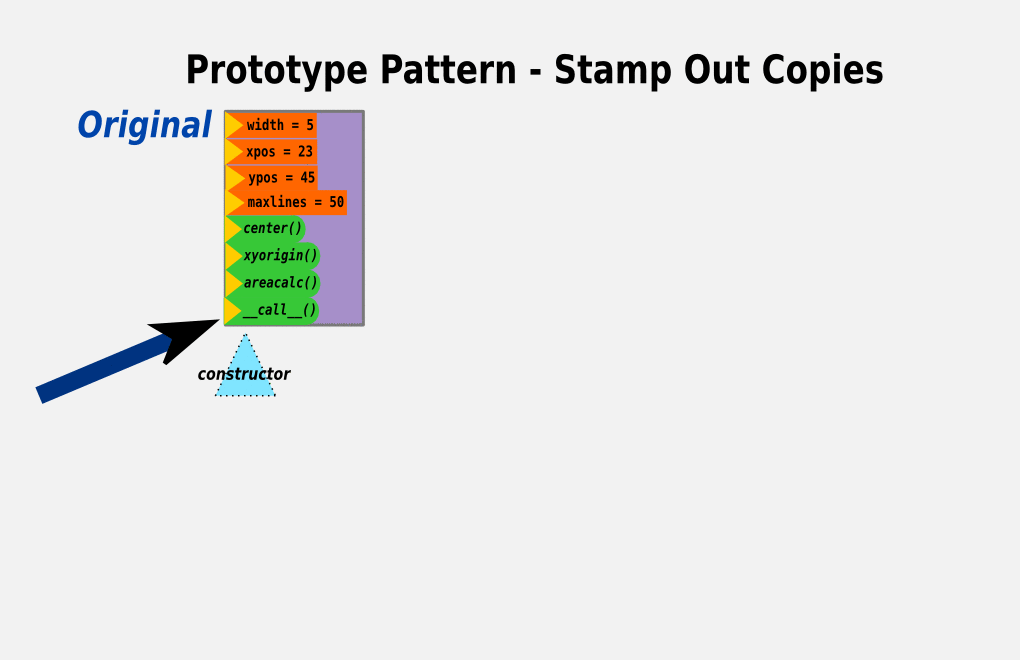 Prototype Pattern - Stamp Out Copies
Original
width = 5
xpos = 23
ypos = 45
maxlines = 50
center()
xyorigin()
areacalc()
__call__()
constructor